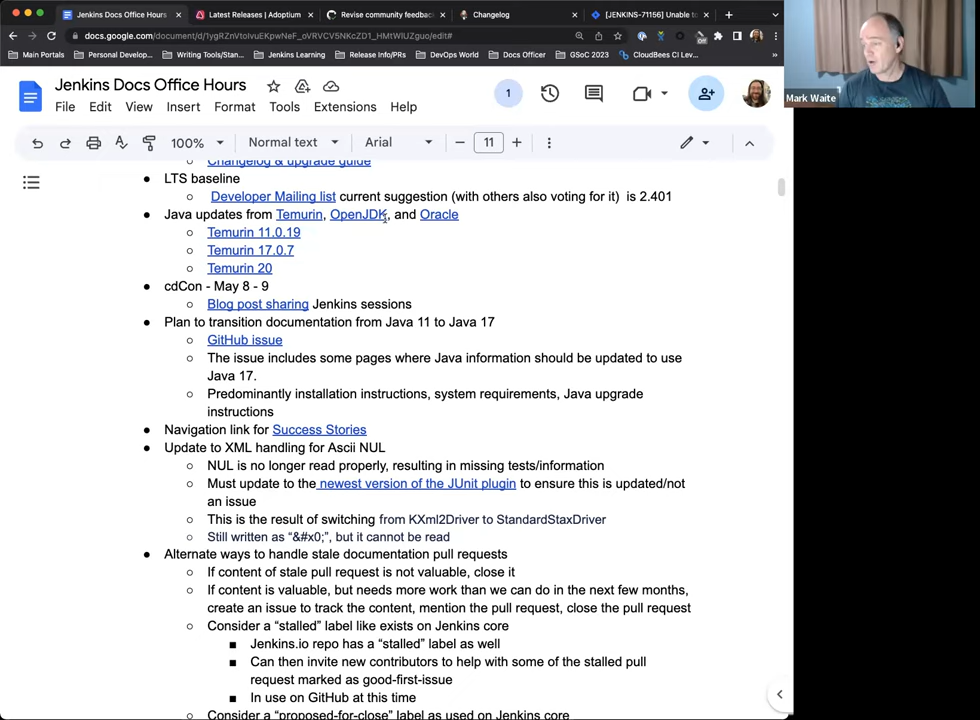 Jenkins Docs Office Hours
Latest Releases | Adoptium
Revise community feedbac
Changelog
[JENKINS-71156] Unable to
docs.google.com/document/d/1ygRZnVtoIvuEKpwNeF_oVRVCV5NKcZD1_HMtWlUZguo/edit#
Main Portals
Personal Develop...
Writing Tools/Stan...
Jenkins Learning
Release Info/PRs
DevOps World
Docs Officer
GSoC 2023
CloudBees CI Lev...
Mark Waite
Jenkins Docs Office Hours
File Edit View Insert Format Tools Extensions Help
1
100% Normal text Arial 11
Changelog & upgrade guide
LTS baseline
Developer Mailing list current suggestion (with others also voting for it) is 2.401
Java updates from Temurin, OpenJDK, and Oracle
Temurin 11.0.19
Temurin 17.0.7
Temurin 20
cdCon - May 8 - 9
Blog post sharing Jenkins sessions
Plan to transition documentation from Java 11 to Java 17
GitHub issue
The issue includes some pages where Java information should be updated to use
Java 17.
Predominantly installation instructions, system requirements, Java upgrade
instructions
Navigation link for Success Stories
Update to XML handling for Ascii NUL
NUL is no longer read properly, resulting in missing tests/information
Must update to the newest version of the JUnit plugin to ensure this is updated/not
an issue
This is the result of switching from KXml2Driver to StandardStaxDriver
Still written as “&#x0;”, but it cannot be read
Alternate ways to handle stale documentation pull requests
If content of stale pull request is not valuable, close it
If content is valuable, but needs more work than we can do in the next few months,
create an issue to track the content, mention the pull request, close the pull request
Consider a “stalled” label like exists on Jenkins core
Jenkins.io repo has a “stalled” label as well
Can then invite new contributors to help with some of the stalled pull
request marked as good-first-issue
In use on GitHub at this time
Consider a “proposed-for-close” label as used on Jenkins core